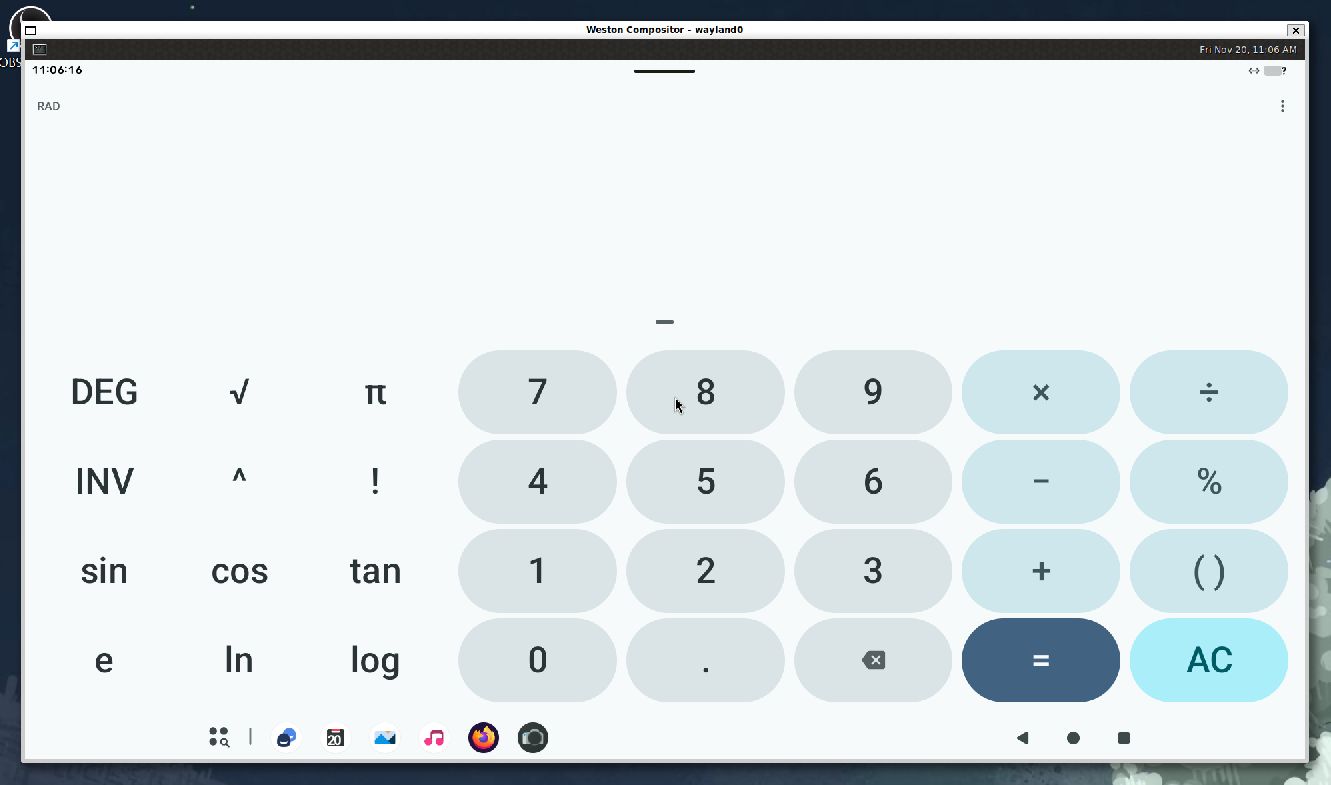 Weston Compositor - wayland0
Fri Nov 20, 11:06 AM
OBS
11:06:16
?
RAD
DEG √ π 7 8 9 × ÷
INV ^ ! 4 5 6 − %
sin cos tan 1 2 3 + ( )
e ln log 0 . = AC
20